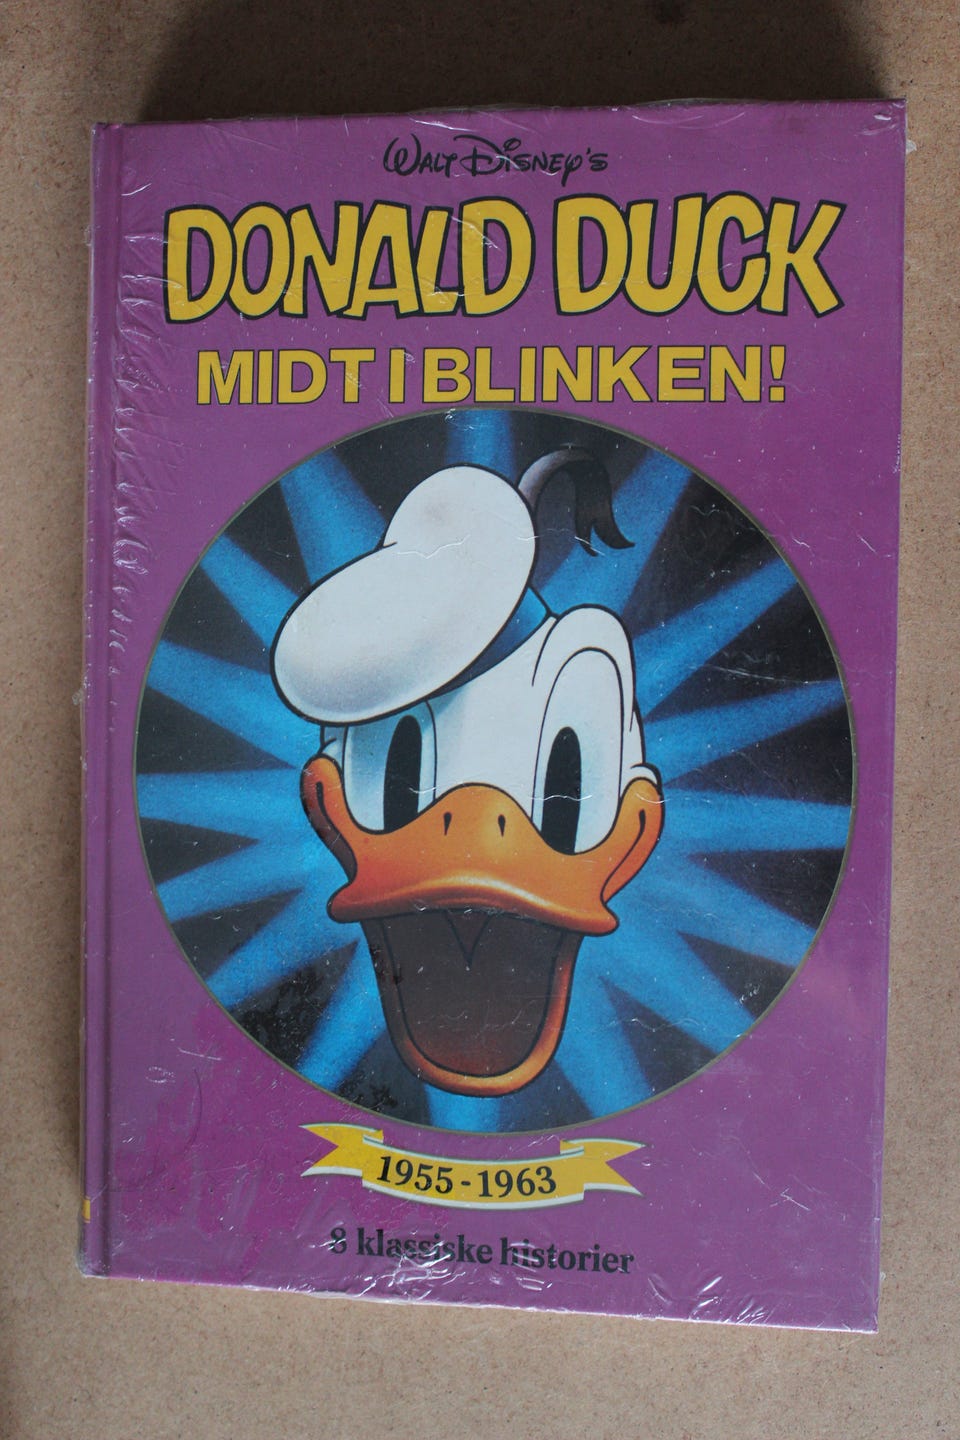 WALT DISNEY'S
DONALD DUCK
MIDT I BLINKEN!
1955-1963
8 klassiske historier